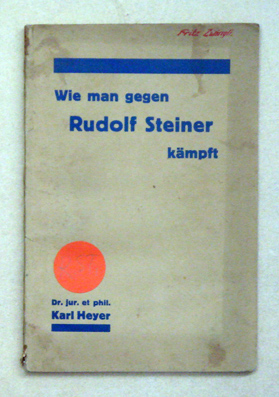 Wie man gegen
Rudolf Steiner
kämpft
Dr. jur. et phil.
Karl Heyer